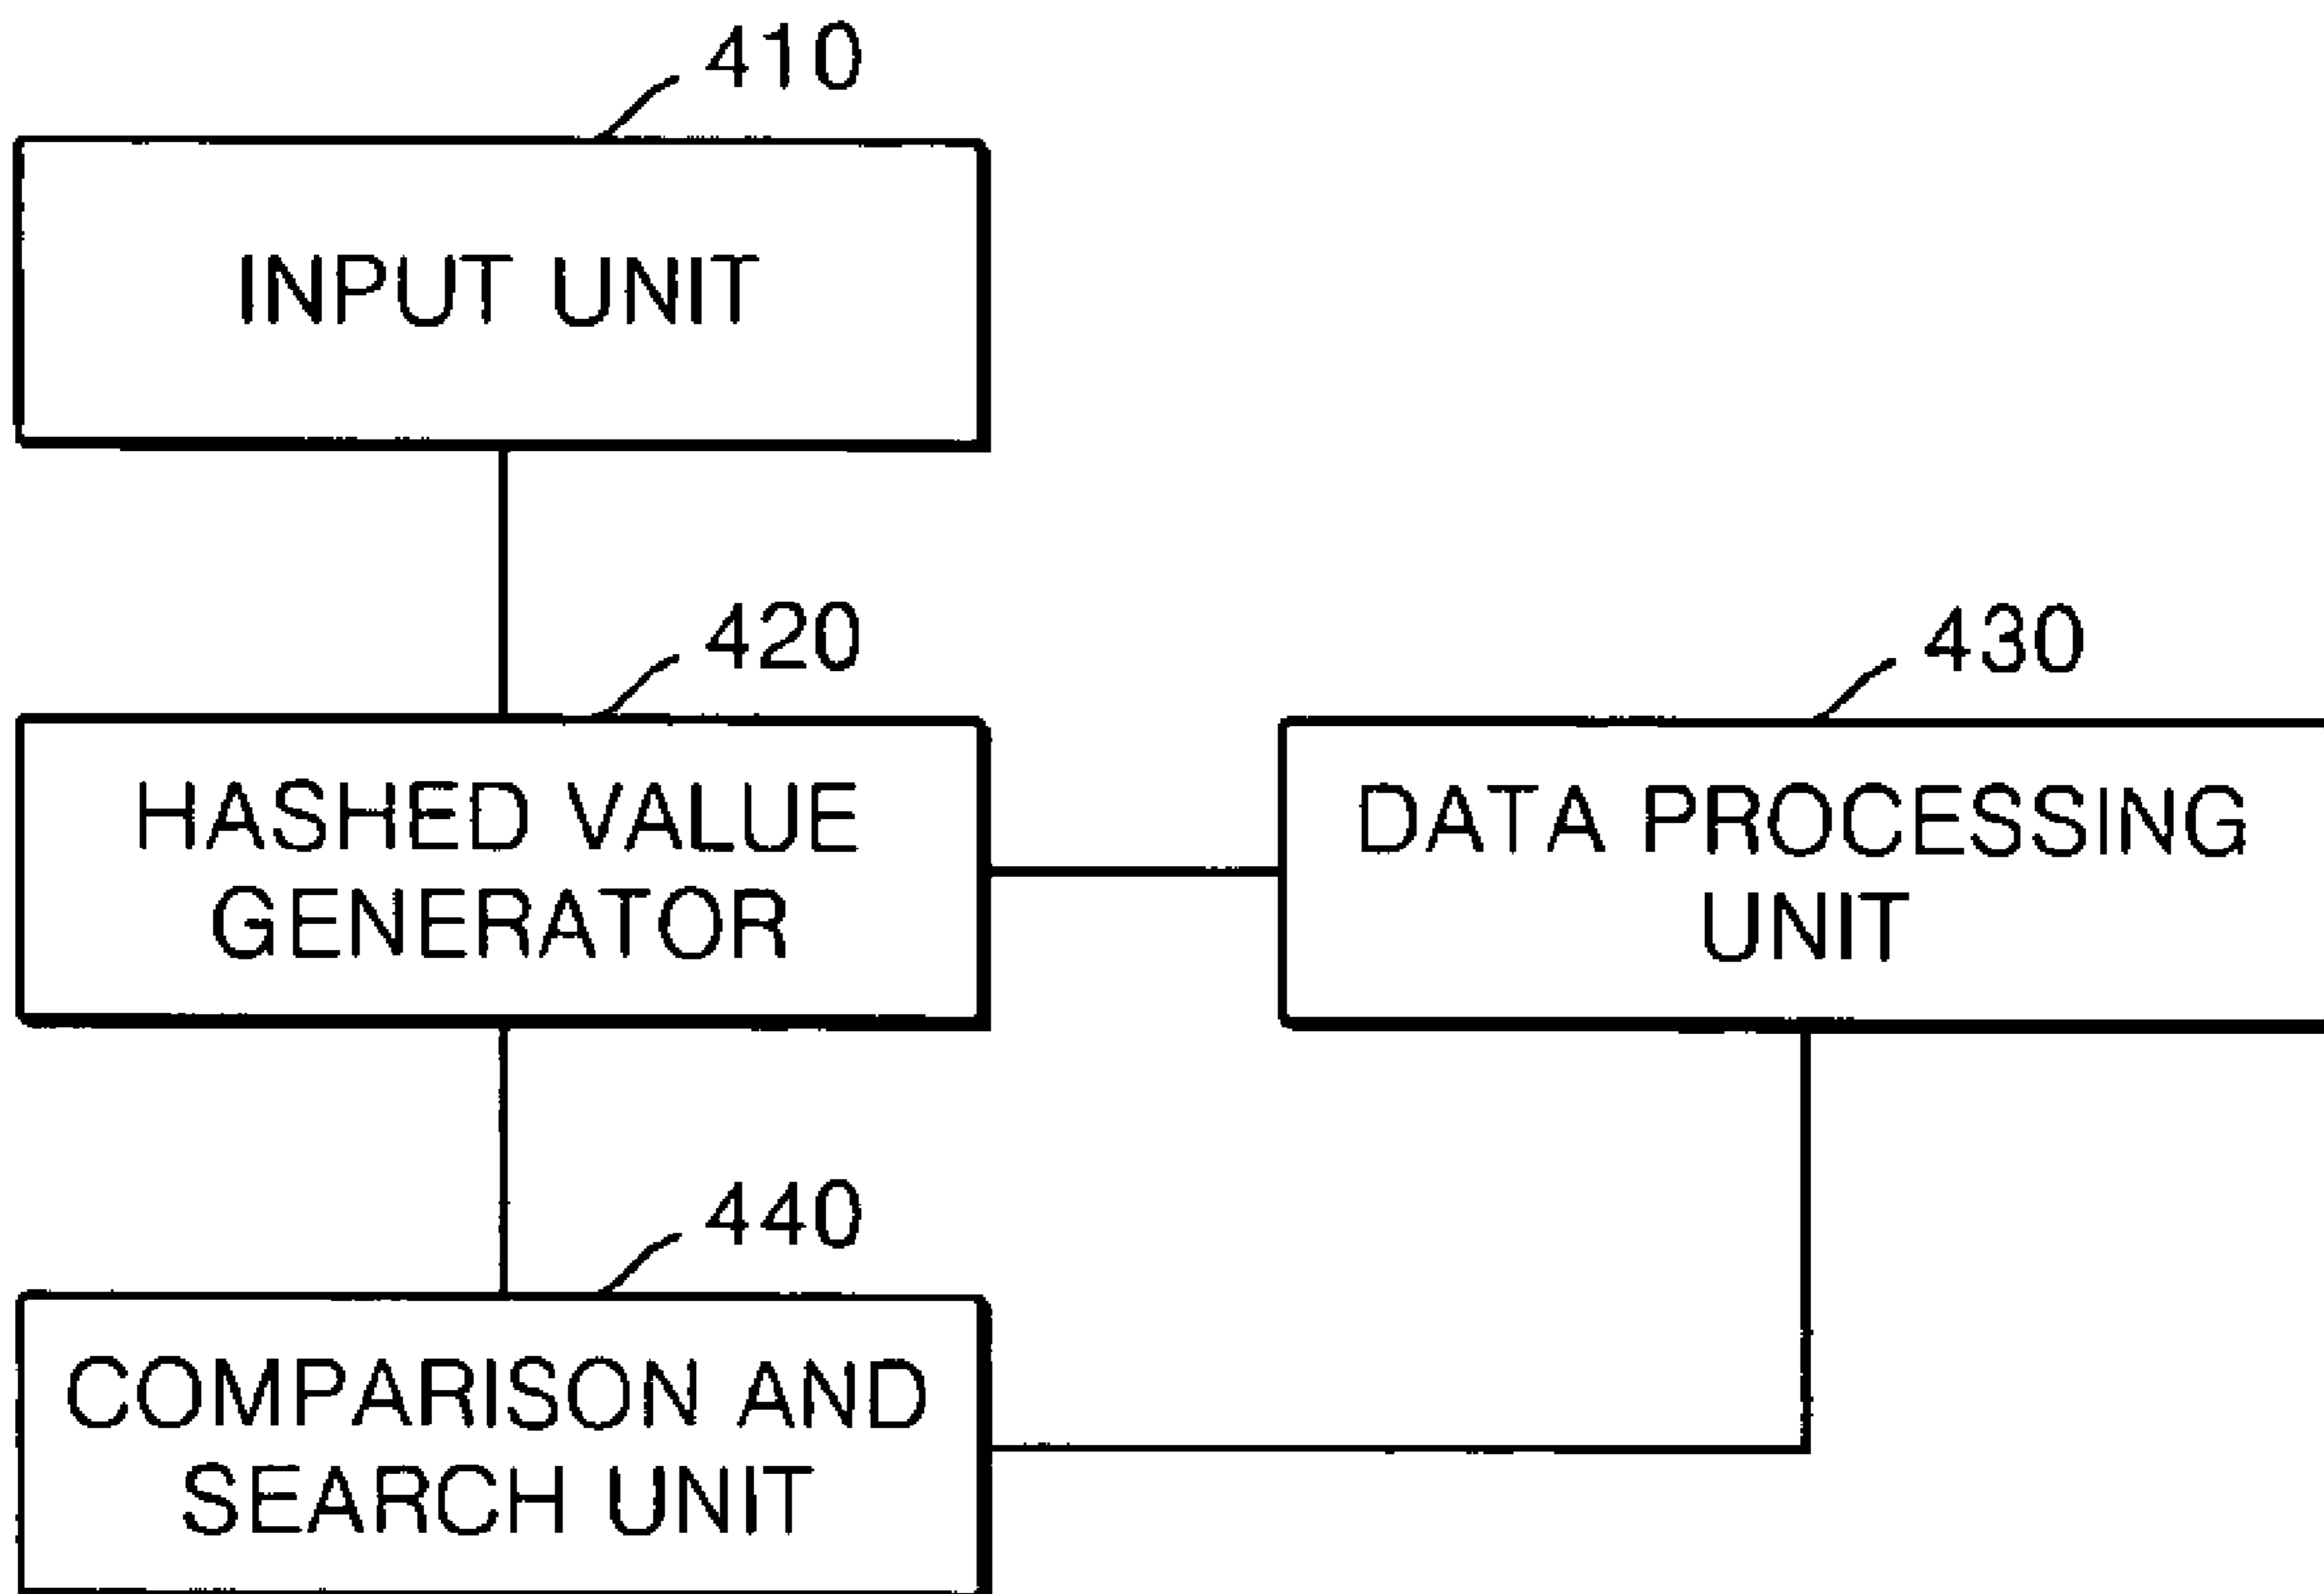 410
INPUT UNIT
420
430
HASHED VALUE
GENERATOR
DATA PROCESSING
UNIT
440
COMPARISON AND
SEARCH UNIT